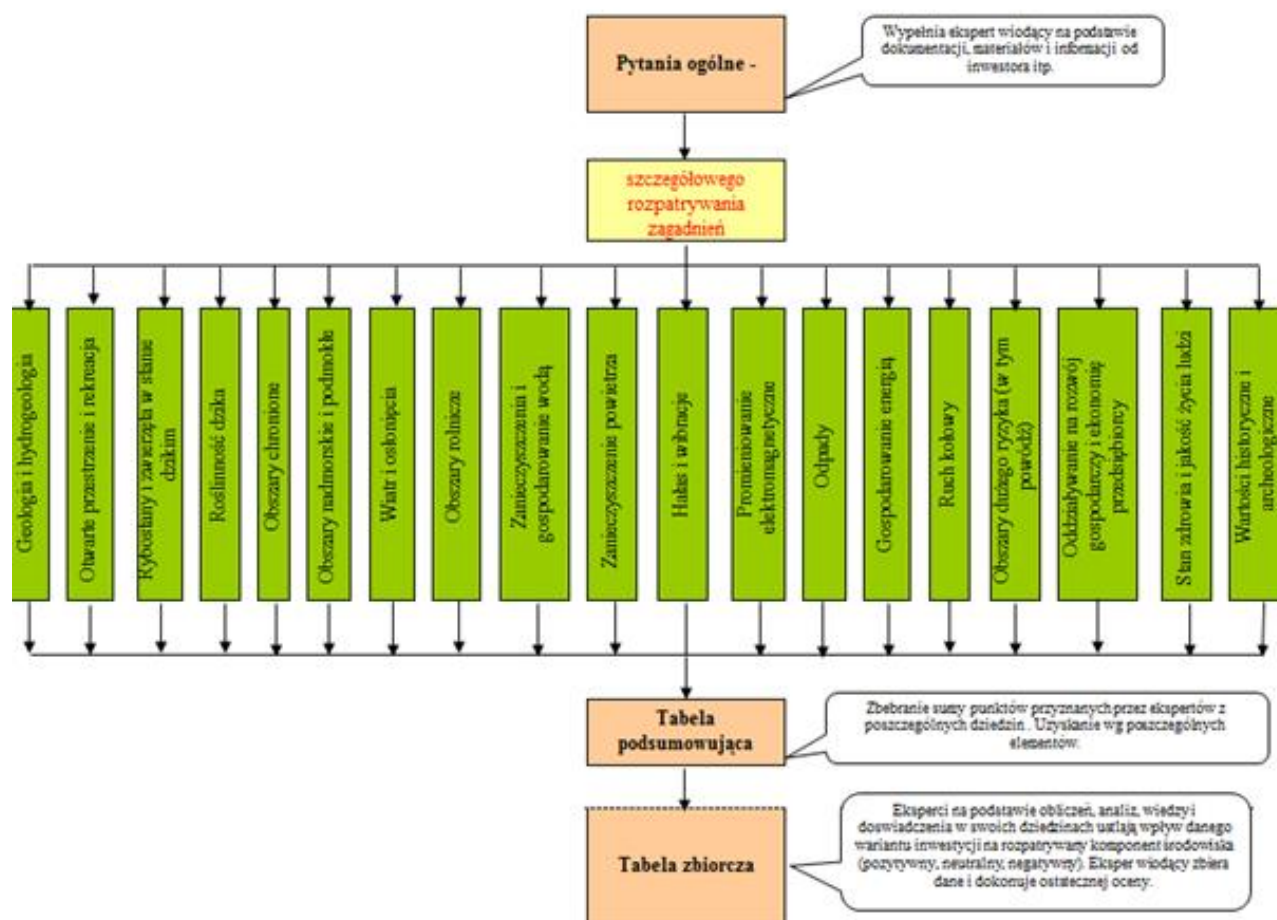 Pytania ogólne -
Wypełnia ekspert wiodący na podstawie
dokumentacji, materiałów i informacji od
inwestora itp.
szczegółowego
rozpatrywania
zagadnień
Geologia i hydrogeologia
Otwarte przestrzenie i rekreacja
Rybostany i zwierzęta w stanie
dzikim
Roślinność dzika
Obszary chronione
Obszary nadmorskie i podmokłe
Wiatr i osłonięcia
Obszary rolnicze
Zanieczyszczenia i
gospodarowanie wodą
Zanieczyszczenie powietrza
Hałas i wibracje
Promieniowanie
elektromagnetyczne
Odpady
Gospodarowanie energią
Ruch kołowy
Obszary dużego ryzyka (w tym
powódź)
Oddziaływanie na rozwój
gospodarczy i ekonomię
przedsiębiorcy
Stan zdrowia i jakość życia ludzi
Wartości historyczne i
archeologiczne
Tabela
podsumowująca
Zbebranie sumy punktów przyznanych przez ekspertów z
poszczególnych dziedzin . Uzyskanie wg poszczególnych
elementów.
Tabela zbiorcza
Eksperci na podstawie obliczeń, analiz, wiedzy i
doświadczenia w swoich dziedzinach ustlają wpływ danego
wariantu inwestycji na rozpatrywany komponent środowiska
(pozytywny, neutralny, negatywny). Eksper wiodący zbiera
dane i dokonuje ostatecznej oceny.